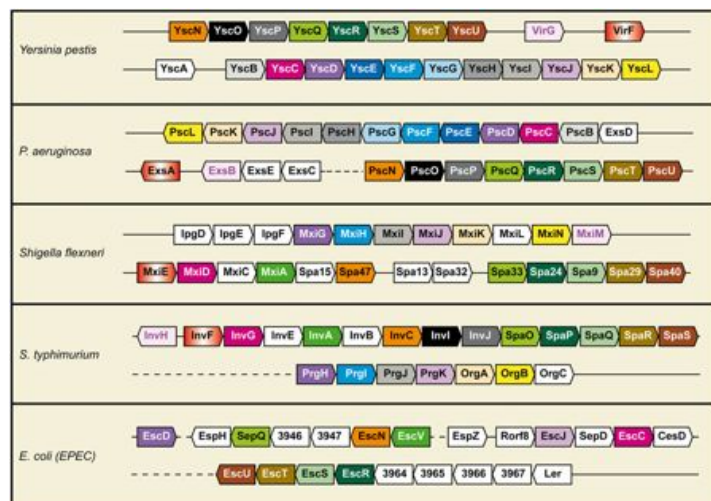 Yersinia pestis
YscN YscO YscP YscQ YscR YscS YscT YscU VirG VirF
YscA YscB YscC YscD YscE YscF YscG YscH YscI YscJ YscK YscL
P. aeruginosa
PscL PscK PscJ PscI PscH PscG PscF PscE PscD PscC PscB ExsD
ExsA ExsB ExsE ExsC PscN PscO PscP PscQ PscR PscS PscT PscU
Shigella flexneri
IpgD IpgE IpgF MxiG MxiH MxiI MxiJ MxiK MxiL MxiN MxiM
MxiE MxiD MxiC MxiA Spa15 Spa47 Spa13 Spa32 Spa33 Spa24 Spa9 Spa29 Spa40
S. typhimurium
InvH InvF InvG InvE InvA InvB InvC InvI InvJ SpaO SpaP SpaQ SpaR SpaS
PrgH PrgI PrgJ PrgK OrgA OrgB OrgC
E. coli (EPEC)
EscD EspH SepQ 3946 3947 EscN EscV EspZ Rorf8 EscJ SepD EscC CesD
EscU EscT EscS EscR 3964 3965 3966 3967 Ler